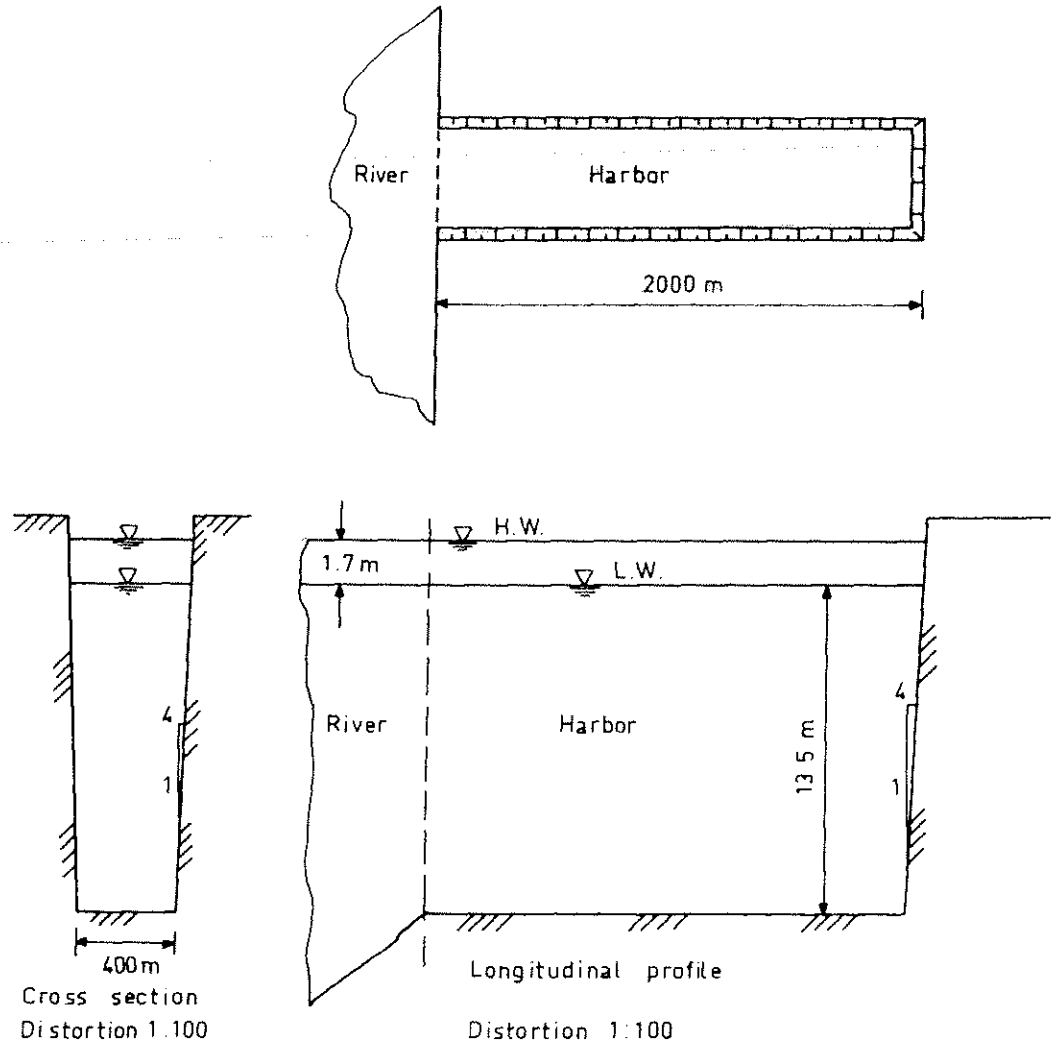 River
Harbor
2000 m
H.W.
1.7 m
L.W.
4
4
River
Harbor
13.5 m
1
1
400 m
Cross section
Longitudinal profile
Distortion 1.100
Distortion 1:100